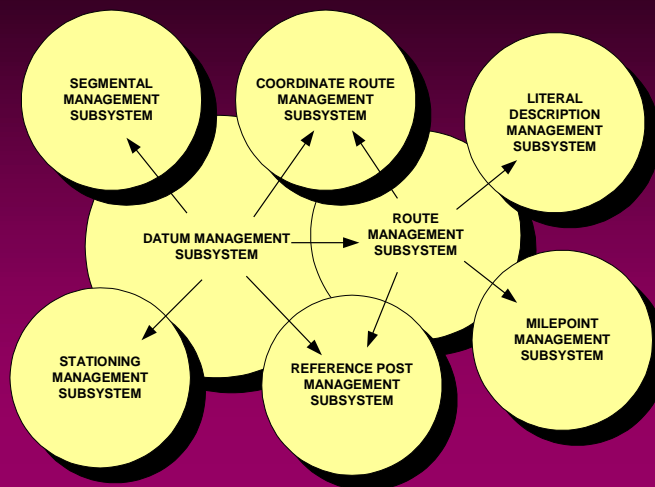 SEGMENTAL
MANAGEMENT
SUBSYSTEM
COORDINATE ROUTE
MANAGEMENT
SUBSYSTEM
LITERAL
DESCRIPTION
MANAGEMENT
SUBSYSTEM
DATUM MANAGEMENT
SUBSYSTEM
ROUTE
MANAGEMENT
SUBSYSTEM
STATIONING
MANAGEMENT
SUBSYSTEM
REFERENCE POST
MANAGEMENT
SUBSYSTEM
MILEPOINT
MANAGEMENT
SUBSYSTEM